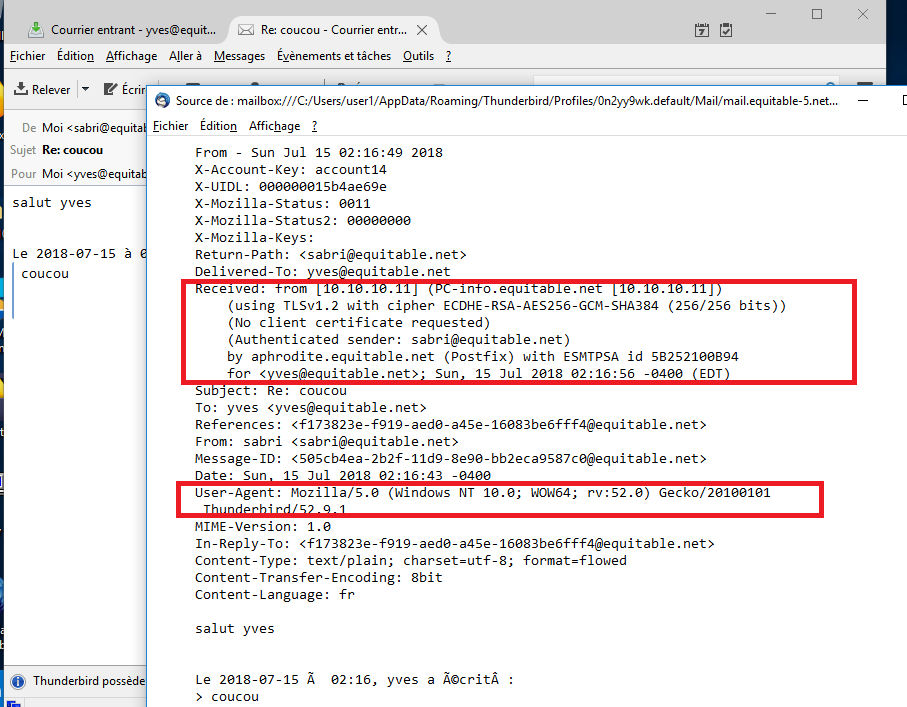 Courrier entrant - yves@equit...
Re: coucou - Courrier entr...
Fichier Édition Affichage Aller à Messages Évènements et tâches Outils ?
Relever
Écrir
Source de : mailbox:///C:/Users/user1/AppData/Roaming/Thunderbird/Profiles/0n2yy9wk.default/Mail/mail.equitable-5.net...
Fichier Édition Affichage ?
De Moi <sabri@equitab
Sujet Re: coucou
Pour Moi <yves@equitab
salut yves
Le 2018-07-15 à 0
coucou
From - Sun Jul 15 02:16:49 2018
X-Account-Key: account14
X-UIDL: 000000015b4ae69e
X-Mozilla-Status: 0011
X-Mozilla-Status2: 00000000
X-Mozilla-Keys:
Return-Path: <sabri@equitable.net>
Delivered-To: yves@equitable.net
Received: from [10.10.10.11] (PC-info.equitable.net [10.10.10.11])
(using TLSv1.2 with cipher ECDHE-RSA-AES256-GCM-SHA384 (256/256 bits))
(No client certificate requested)
(Authenticated sender: sabri@equitable.net)
by aphrodite.equitable.net (Postfix) with ESMTPSA id 5B252100B94
for <yves@equitable.net>; Sun, 15 Jul 2018 02:16:56 -0400 (EDT)
Subject: Re: coucou
To: yves <yves@equitable.net>
References: <f173823e-f919-aed0-a45e-16083be6fff4@equitable.net>
From: sabri <sabri@equitable.net>
Message-ID: <505cb4ea-2b2f-11d9-8e90-bb2eca9587c0@equitable.net>
Date: Sun, 15 Jul 2018 02:16:43 -0400
User-Agent: Mozilla/5.0 (Windows NT 10.0; WOW64; rv:52.0) Gecko/20100101
Thunderbird/52.9.1
MIME-Version: 1.0
In-Reply-To: <f173823e-f919-aed0-a45e-16083be6fff4@equitable.net>
Content-Type: text/plain; charset=utf-8; format=flowed
Content-Transfer-Encoding: 8bit
Content-Language: fr
salut yves
Le 2018-07-15 Ã 02:16, yves a Ã©critÂ :
> coucou
Thunderbird possède